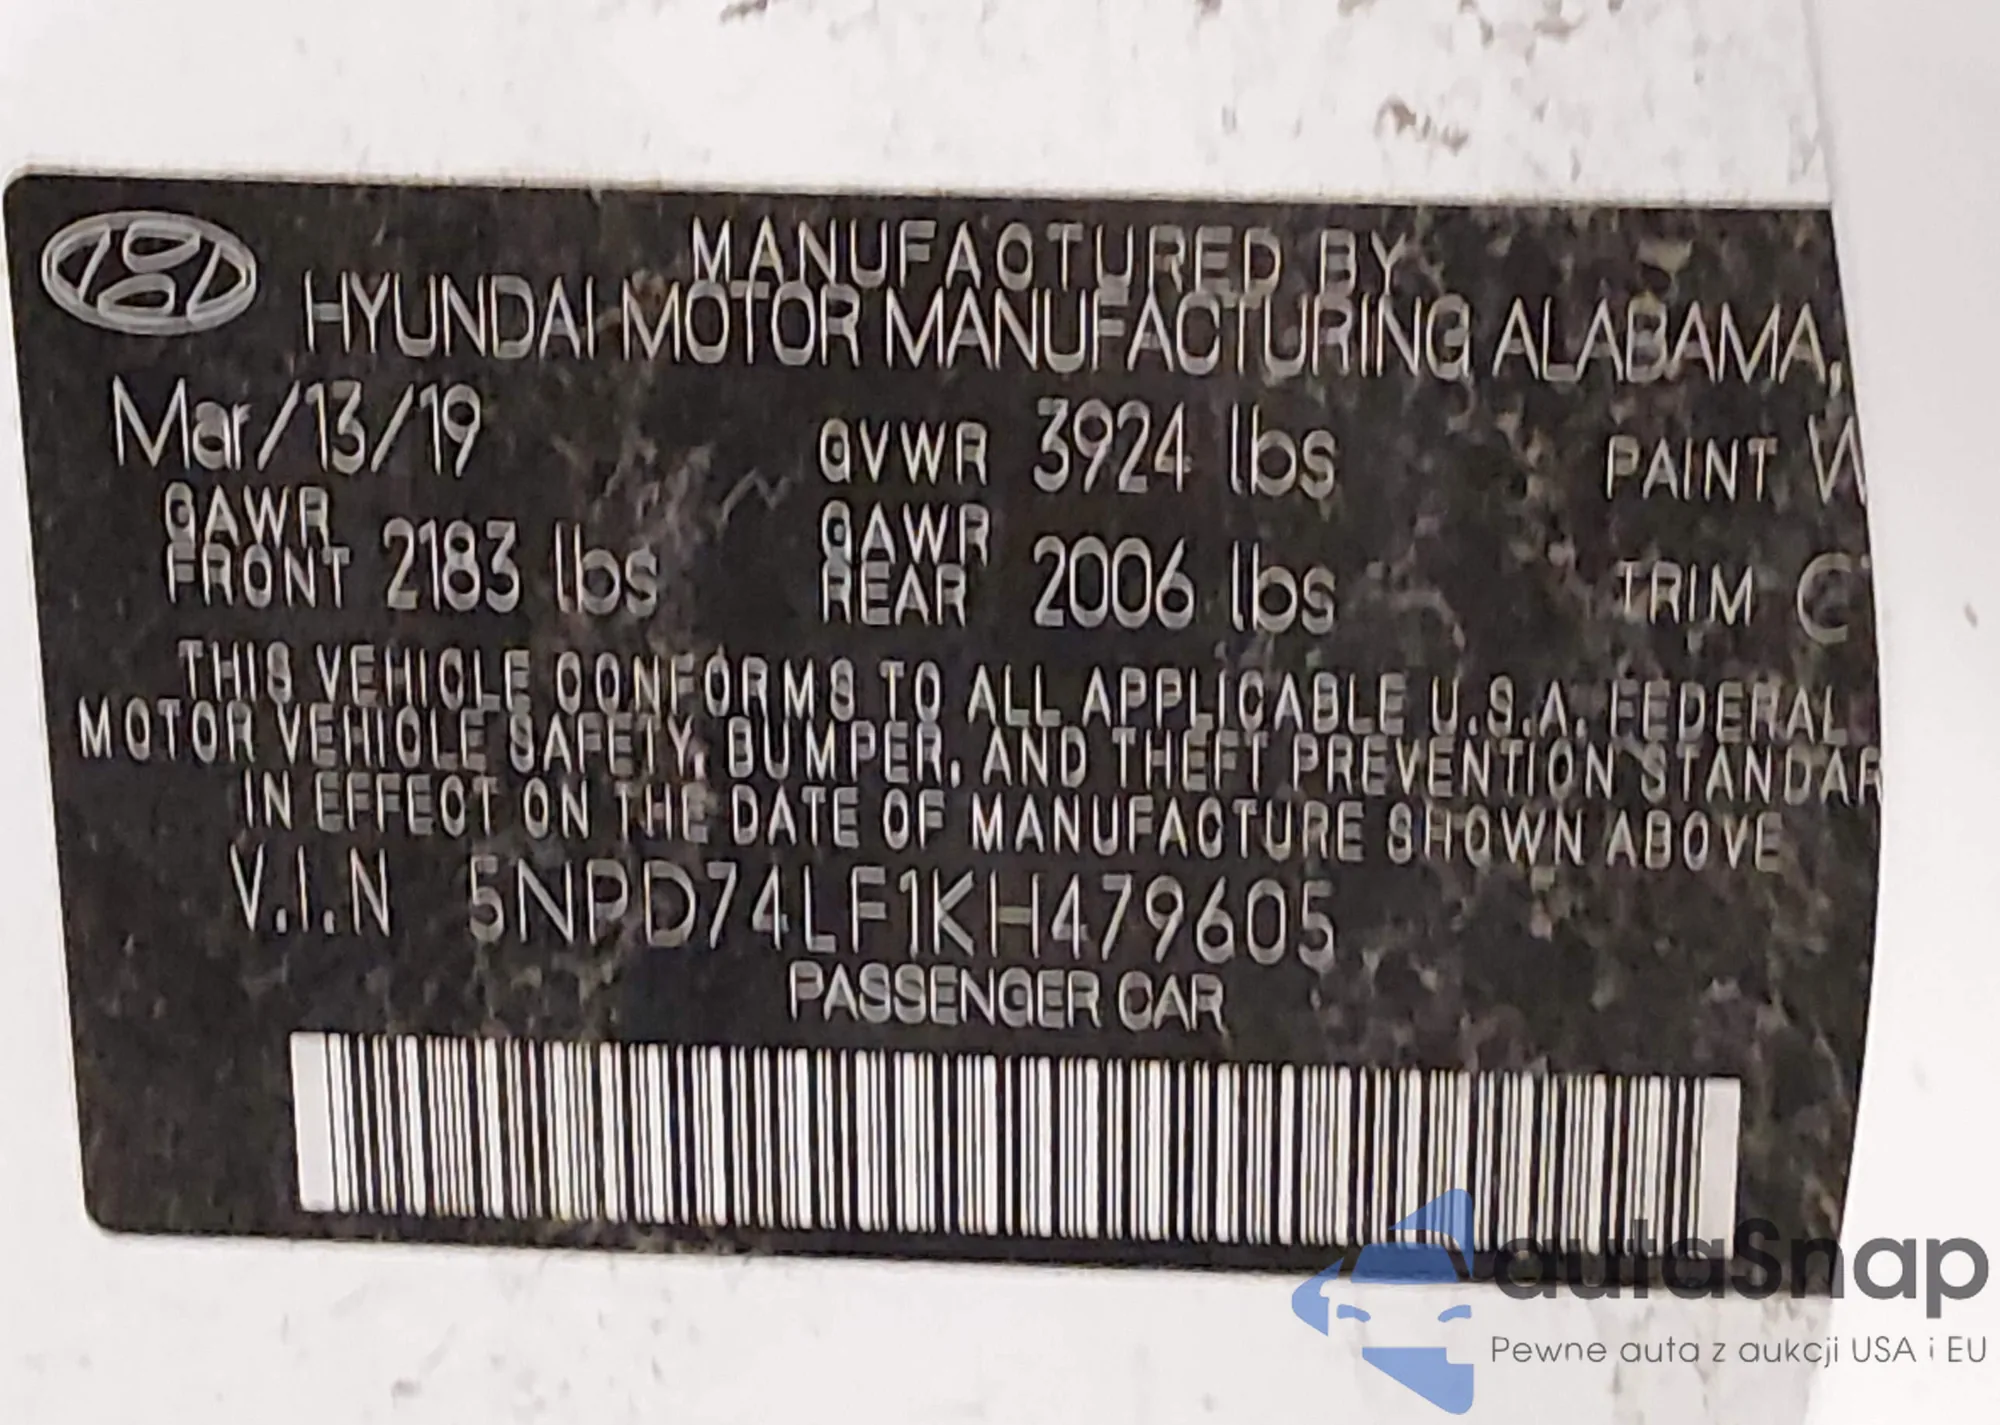 MANUFACTURED BY
HYUNDAI MOTOR MANUFACTURING ALABAMA,
Mar/13/19 GVWR 3924 lbs PAINT
GAWR FRONT 2183 lbs GAWR REAR 2006 lbs TRIM
THIS VEHICLE CONFORMS TO ALL APPLICABLE U.S.A. FEDERAL
MOTOR VEHICLE SAFETY, BUMPER, AND THEFT PREVENTION STANDAR
IN EFFECT ON THE DATE OF MANUFACTURE SHOWN ABOVE
V.I.N 5NPD74LF1KH479605
PASSENGER CAR
autaSnap
Pewne auta z aukcji USA i EU